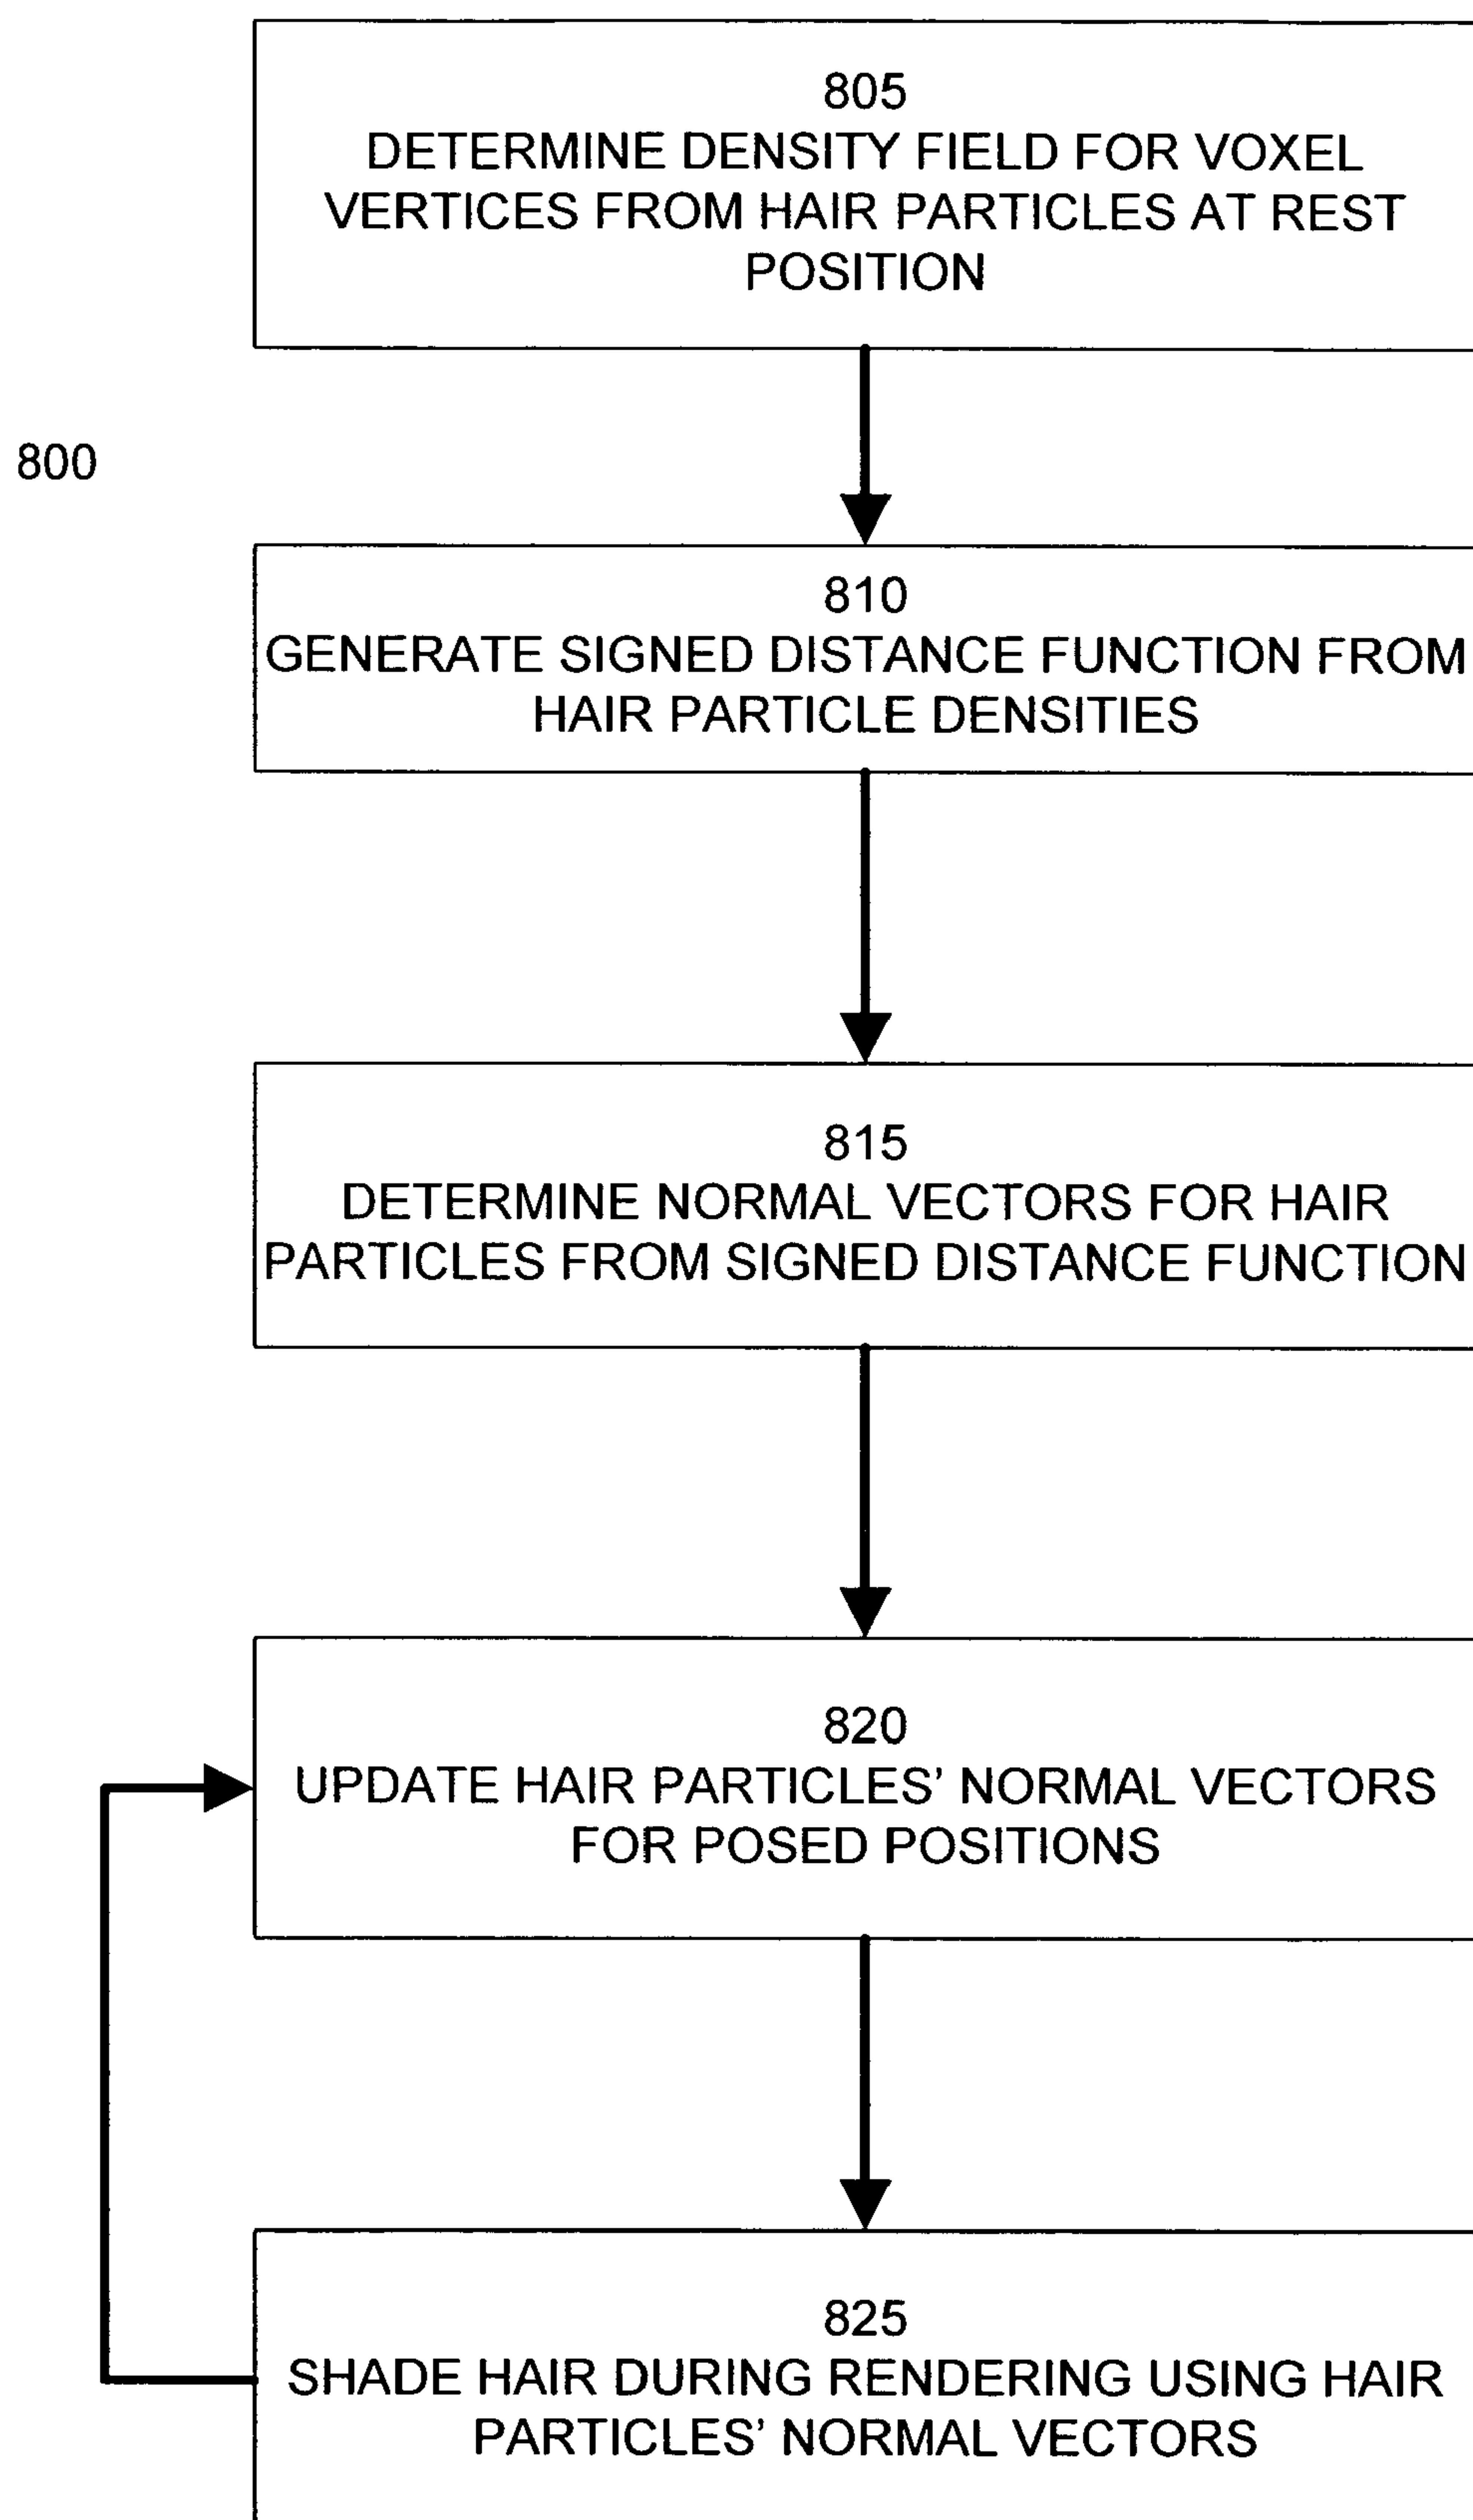 805
DETERMINE DENSITY FIELD FOR VOXEL
VERTICES FROM HAIR PARTICLES AT REST
POSITION
800
810
GENERATE SIGNED DISTANCE FUNCTION FROM
HAIR PARTICLE DENSITIES
815
DETERMINE NORMAL VECTORS FOR HAIR
PARTICLES FROM SIGNED DISTANCE FUNCTION
820
UPDATE HAIR PARTICLES’ NORMAL VECTORS
FOR POSED POSITIONS
825
SHADE HAIR DURING RENDERING USING HAIR
PARTICLES’ NORMAL VECTORS